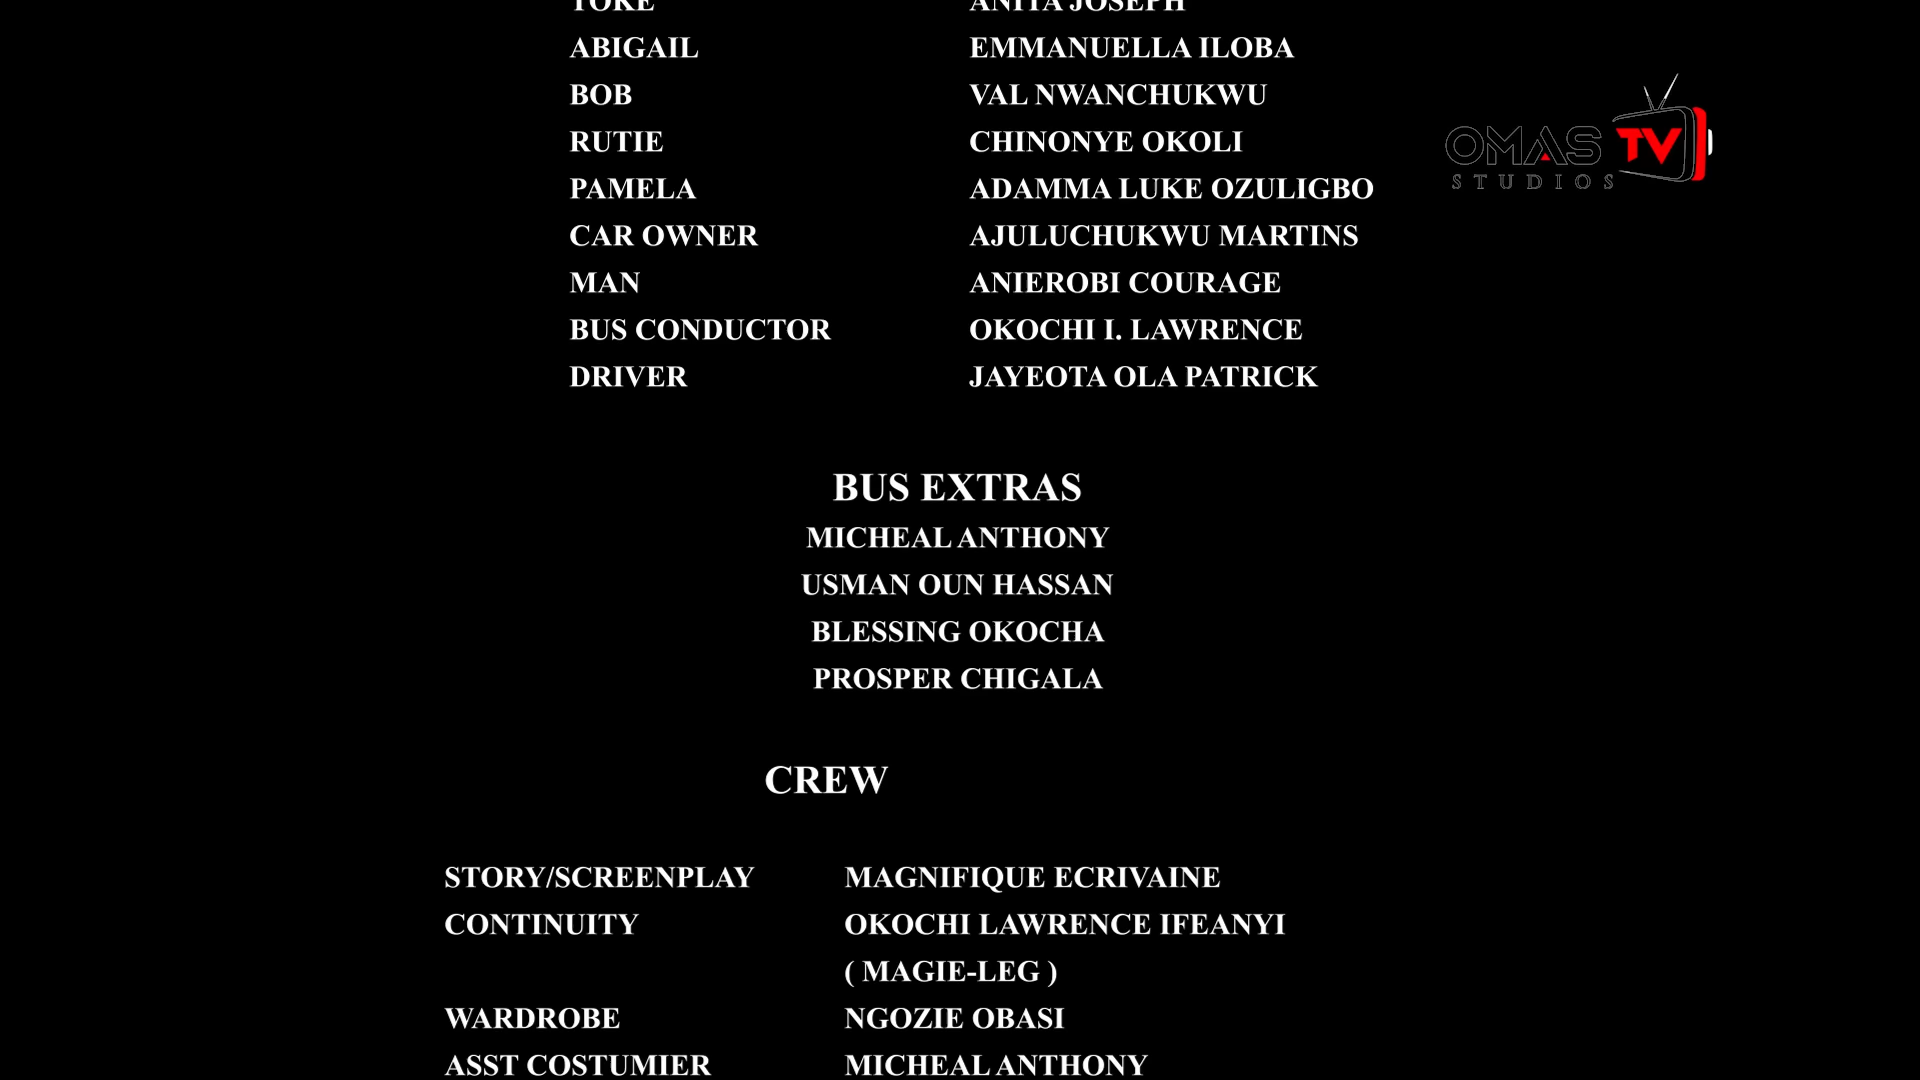 TOKE ANITA JOSEPH
ABIGAIL EMMANUELLA ILOBA
BOB VAL NWANCHUKWU
RUTIE CHINONYE OKOLI
PAMELA ADAMMA LUKE OZULIGBO
CAR OWNER AJULUCHUKWU MARTINS
MAN ANIEROBI COURAGE
BUS CONDUCTOR OKOCHI I. LAWRENCE
DRIVER JAYEOTA OLA PATRICK
OMAS TV
STUDIOS
BUS EXTRAS
MICHEAL ANTHONY
USMAN OUN HASSAN
BLESSING OKOCHA
PROSPER CHIGALA
CREW
STORY/SCREENPLAY MAGNIFIQUE ECRIVAINE
CONTINUITY OKOCHI LAWRENCE IFEANYI
( MAGIE-LEG )
WARDROBE NGOZIE OBASI
ASST COSTUMIER MICHEAL ANTHONY